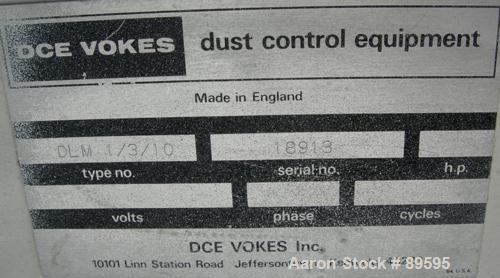 DCE VOKES dust control equipment
Made in England
DLM 1/3/10 18913
type no. serial no. h.p.
volts phase cycles
DCE VOKES Inc.
10101 Linn Station Road
Aaron Stock # 89595